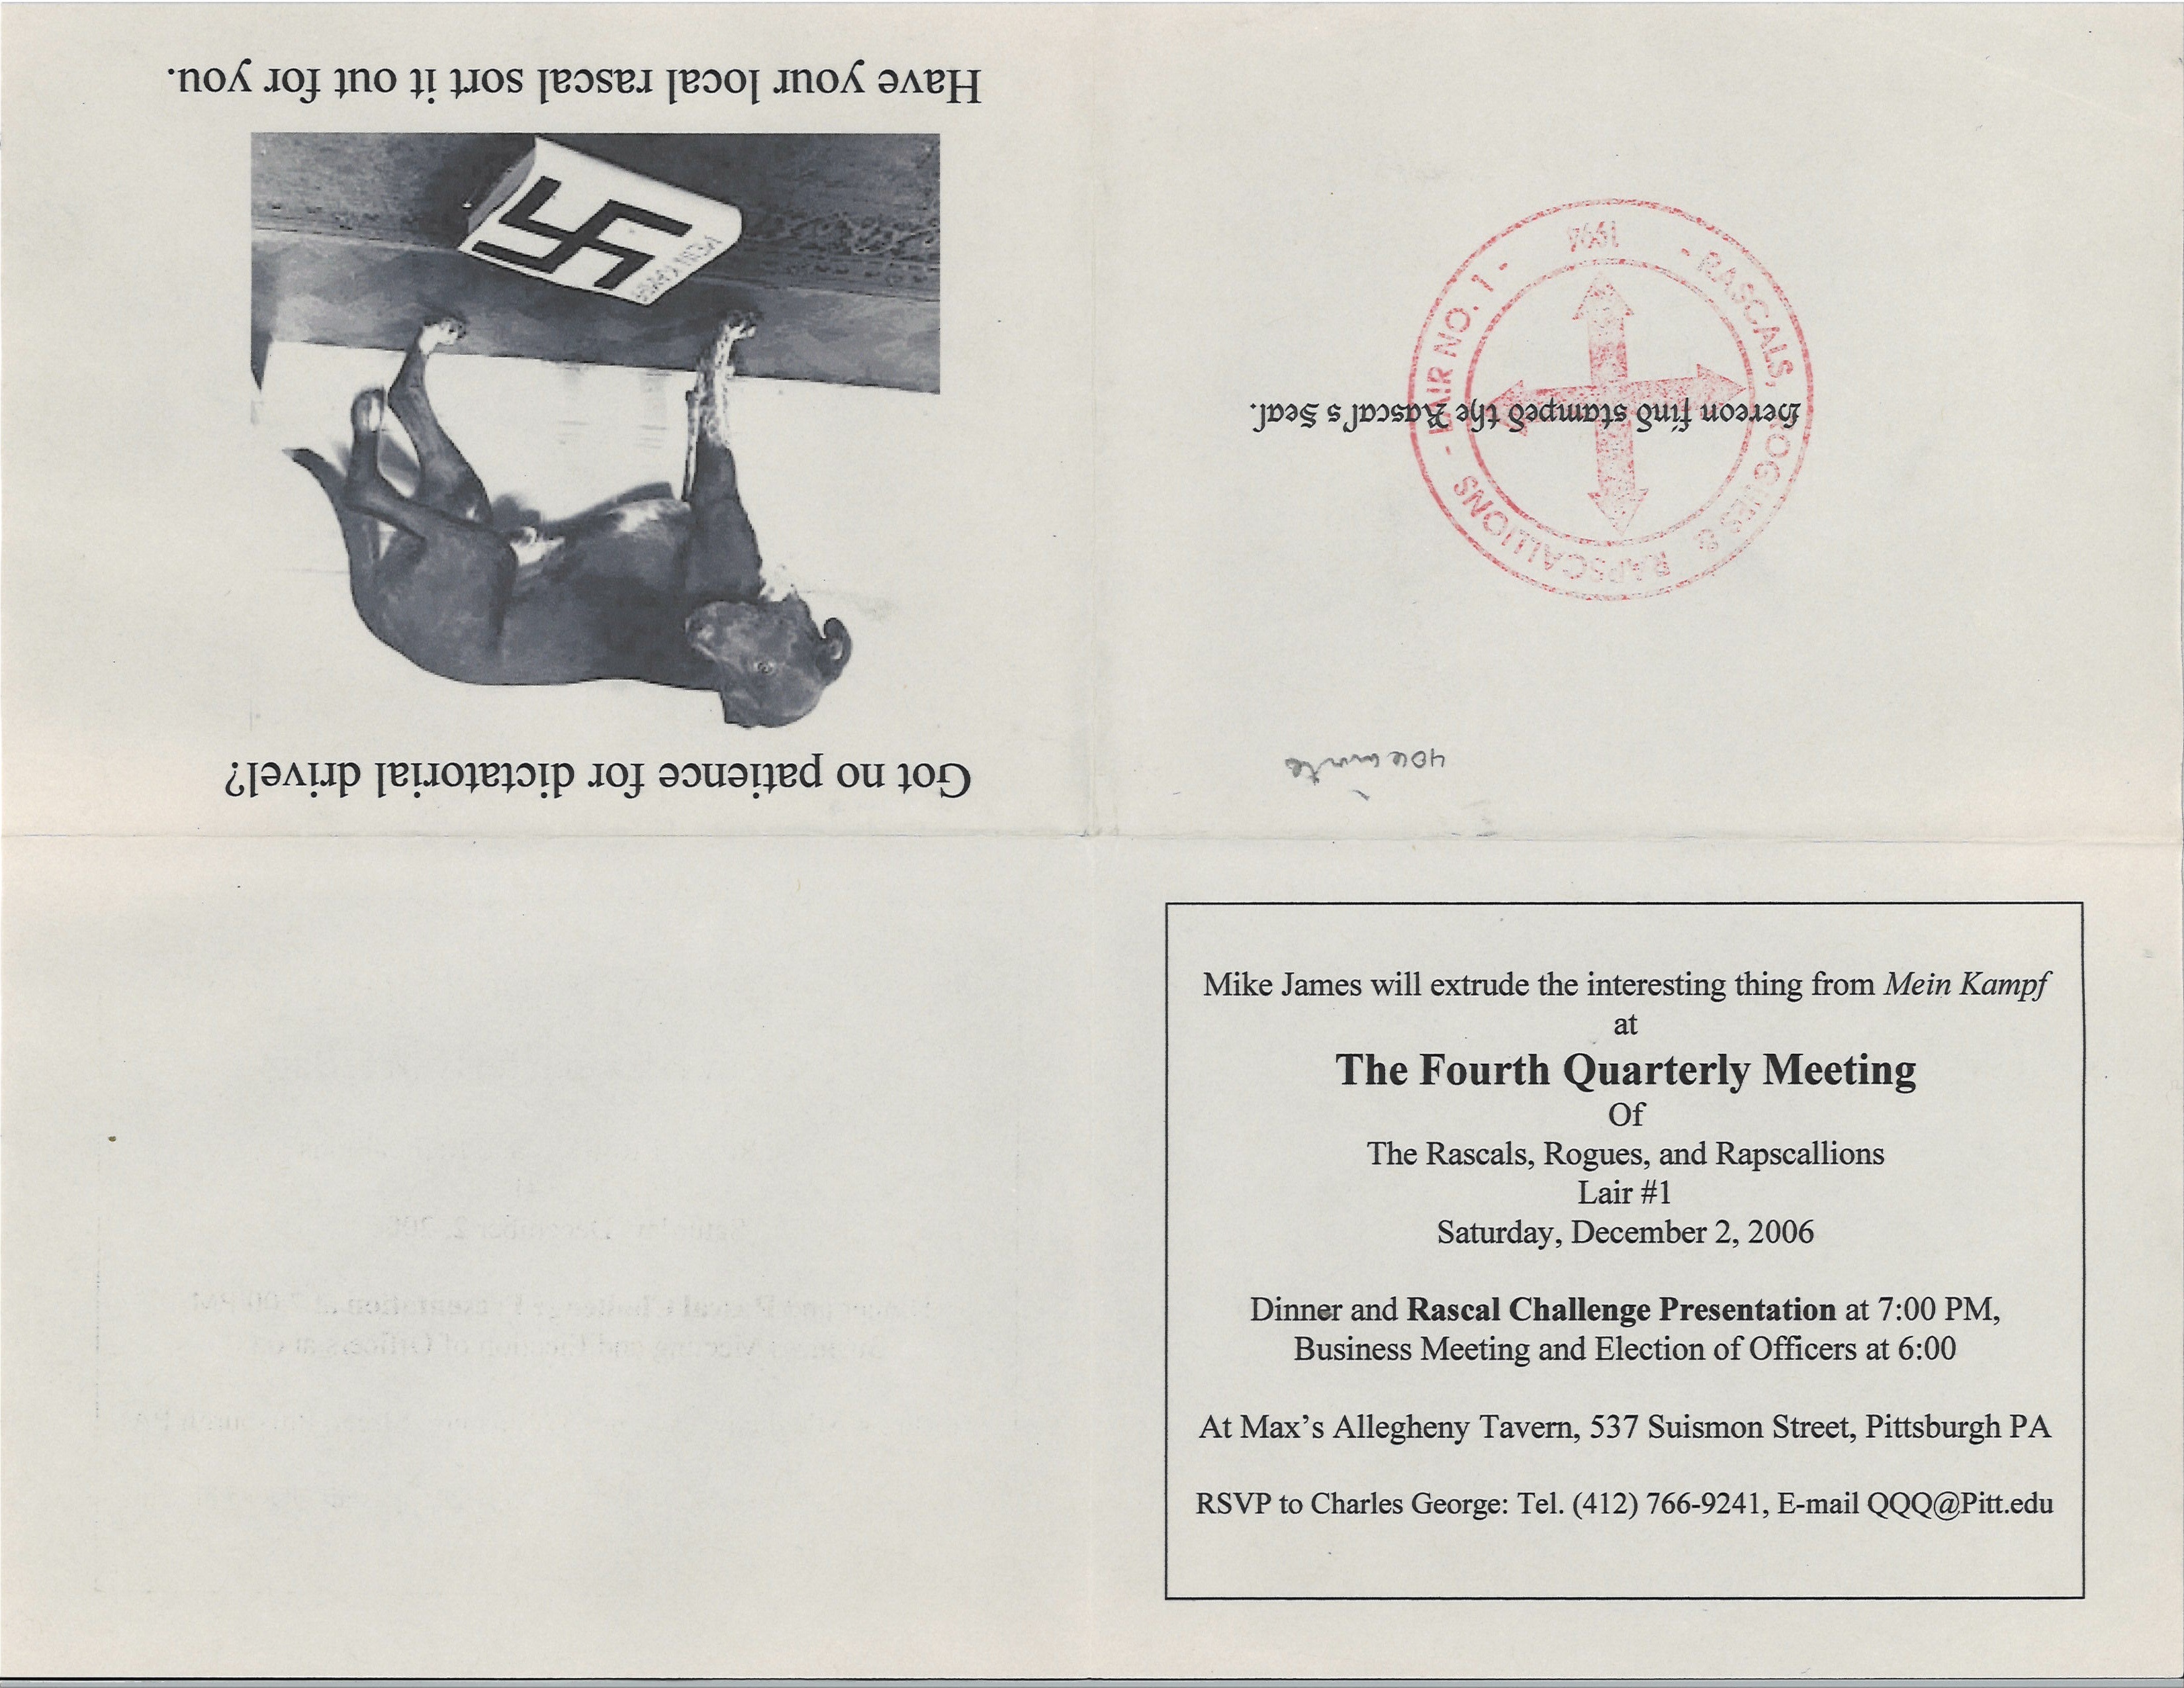 Got no patience for dictatorial drivel?
MEIN KAMPF
Have your local rascal sort it out for you.
Hereon find stamped the Rascal's Seal.
- RASCALS, ROGUES & RAPSCALLIONS - LAIR NO. 1 -
1994
Mike James will extrude the interesting thing from Mein Kampf
at
The Fourth Quarterly Meeting
Of
The Rascals, Rogues, and Rapscallions
Lair #1
Saturday, December 2, 2006
Dinner and Rascal Challenge Presentation at 7:00 PM,
Business Meeting and Election of Officers at 6:00
At Max’s Allegheny Tavern, 537 Suismon Street, Pittsburgh PA
RSVP to Charles George: Tel. (412) 766-9241, E-mail QQQ@Pitt.edu